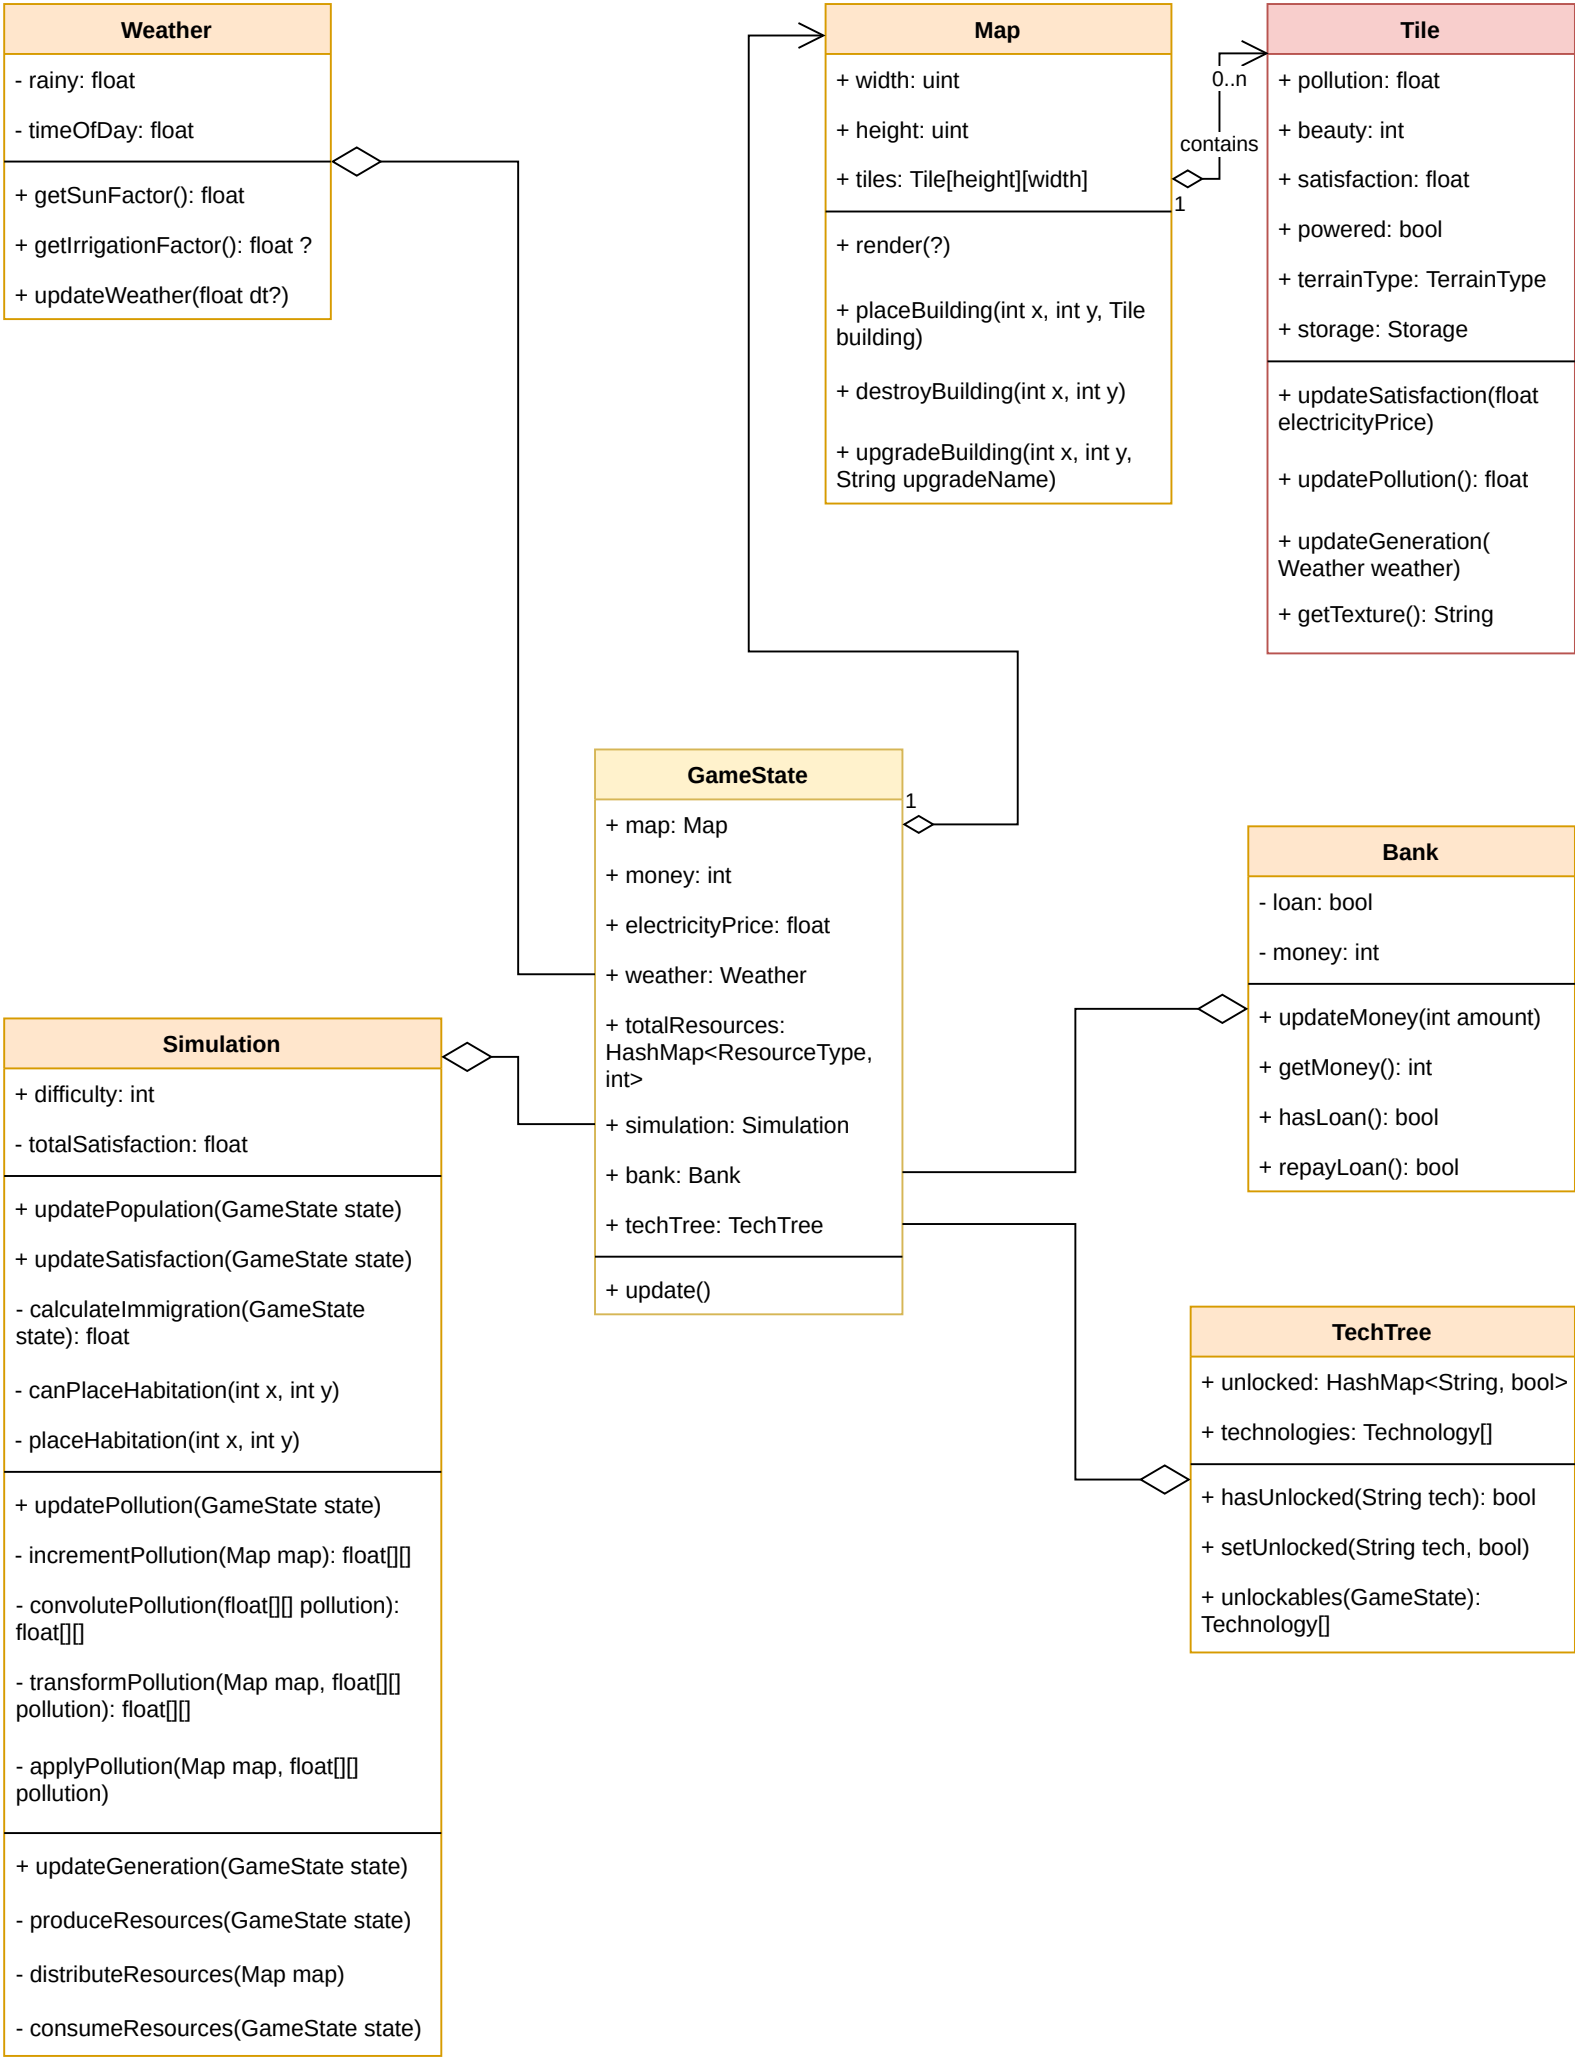 Weather
- rainy: float
- timeOfDay: float
+ getSunFactor(): float
+ getIrrigationFactor(): float ?
+ updateWeather(float dt?)
Map
+ width: uint
+ height: uint
+ tiles: Tile[height][width]
+ render(?)
+ placeBuilding(int x, int y, Tile
building)
+ destroyBuilding(int x, int y)
+ upgradeBuilding(int x, int y,
String upgradeName)
0..n
contains
1
Tile
+ pollution: float
+ beauty: int
+ satisfaction: float
+ powered: bool
+ terrainType: TerrainType
+ storage: Storage
+ updateSatisfaction(float
electricityPrice)
+ updatePollution(): float
+ updateGeneration(
Weather weather)
+ getTexture(): String
GameState
1
+ map: Map
+ money: int
+ electricityPrice: float
+ weather: Weather
+ totalResources:
HashMap<ResourceType,
int>
+ simulation: Simulation
+ bank: Bank
+ techTree: TechTree
+ update()
Bank
- loan: bool
- money: int
+ updateMoney(int amount)
+ getMoney(): int
+ hasLoan(): bool
+ repayLoan(): bool
Simulation
+ difficulty: int
- totalSatisfaction: float
+ updatePopulation(GameState state)
+ updateSatisfaction(GameState state)
- calculateImmigration(GameState
state): float
- canPlaceHabitation(int x, int y)
- placeHabitation(int x, int y)
+ updatePollution(GameState state)
- incrementPollution(Map map): float[][]
- convolutePollution(float[][] pollution):
float[][]
- transformPollution(Map map, float[][]
pollution): float[][]
- applyPollution(Map map, float[][]
pollution)
+ updateGeneration(GameState state)
- produceResources(GameState state)
- distributeResources(Map map)
- consumeResources(GameState state)
TechTree
+ unlocked: HashMap<String, bool>
+ technologies: Technology[]
+ hasUnlocked(String tech): bool
+ setUnlocked(String tech, bool)
+ unlockables(GameState):
Technology[]